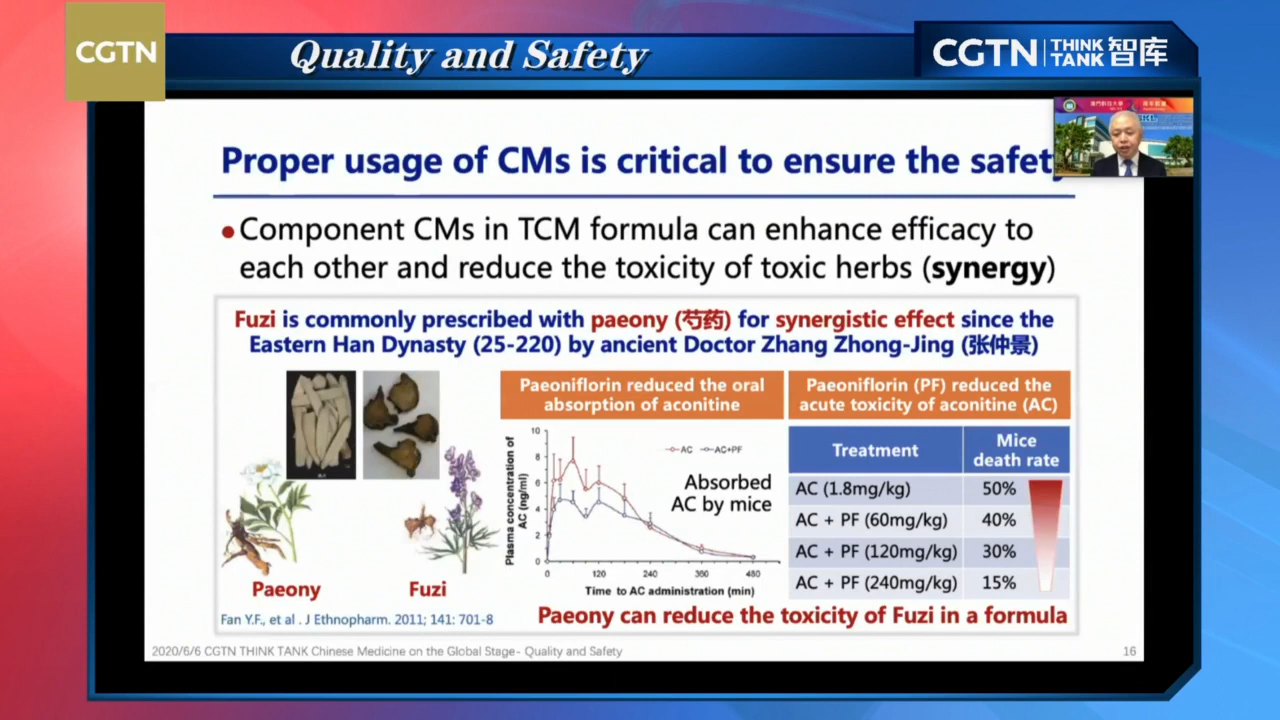 CGTN
Quality and Safety
CGTN THINK TANK 智库
Proper usage of CMs is critical to ensure the safet
Component CMs in TCM formula can enhance efficacy to
each other and reduce the toxicity of toxic herbs (synergy)
Fuzi is commonly prescribed with paeony (芍药) for synergistic effect since the
Eastern Han Dynasty (25-220) by ancient Doctor Zhang Zhong-Jing (张仲景)
Paeony
Fuzi
Fan Y.F., et al . J Ethnopharm. 2011; 141: 701-8
Paeoniflorin reduced the oral
absorption of aconitine
Plasma concentration of
AC (ng/ml)
10
8
6
4
2
0
AC AC+PF
Absorbed
AC by mice
0 120 240 360 480
Time to AC administration (min)
Paeoniflorin (PF) reduced the
acute toxicity of aconitine (AC)
Treatment Mice death rate
AC (1.8mg/kg) 50%
AC + PF (60mg/kg) 40%
AC + PF (120mg/kg) 30%
AC + PF (240mg/kg) 15%
Paeony can reduce the toxicity of Fuzi in a formula
2020/6/6 CGTN THINK TANK Chinese Medicine on the Global Stage- Quality and Safety
16